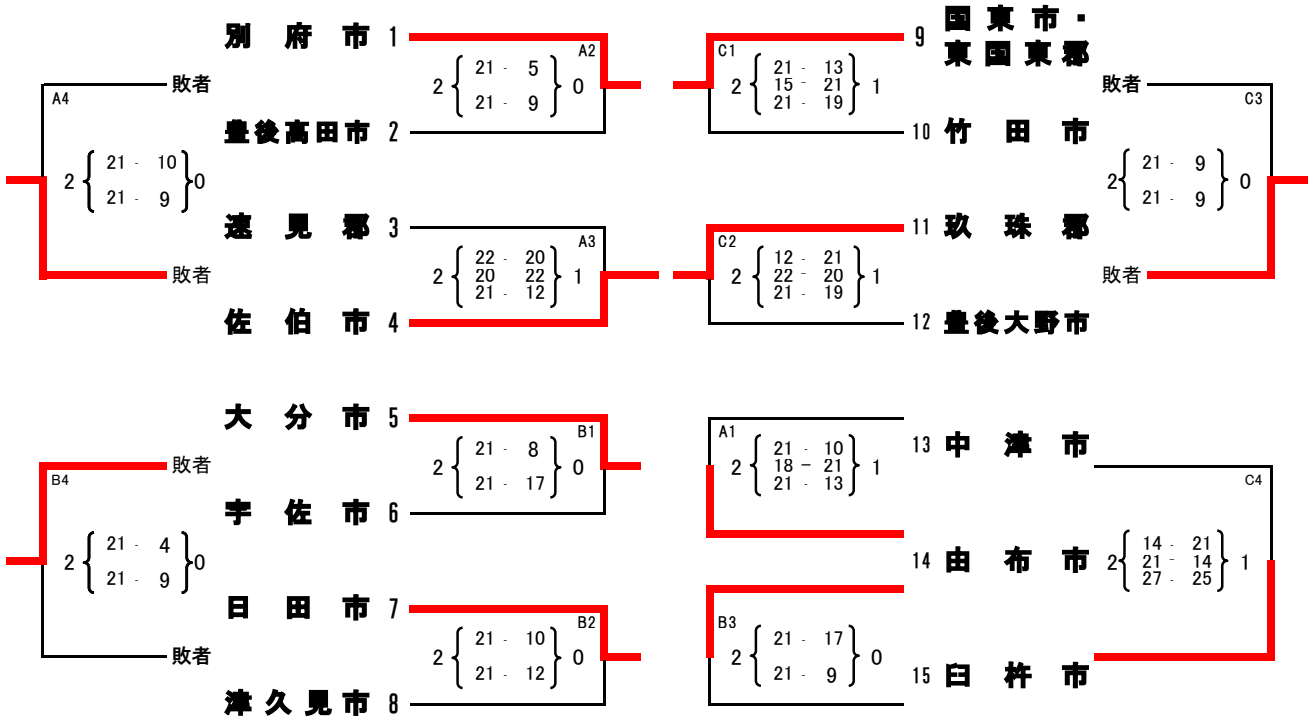 別府市 1
A2
2 { 21 - 5 } 0
21 - 9
豊後高田市 2
敗者
A4
2 { 21 - 10 } 0
21 - 9
敗者
速見郡 3
A3
22 - 20
2 { 20 22 } 1
21 - 12
佐伯市 4
大分市 5
B1
2 { 21 - 8 } 0
21 - 17
宇佐市 6
敗者
B4
2 { 21 - 4 } 0
21 - 9
敗者
日田市 7
B2
2 { 21 - 10 } 0
21 - 12
津久見市 8
9 国東市・
東国東郡
C1
21 - 13
2 { 15 - 21 } 1
21 - 19
10 竹田市
敗者
C3
2 { 21 - 9 } 0
21 - 9
敗者
11 玖珠郡
C2
12 - 21
2 { 22 - 20 } 1
21 - 19
12 豊後大野市
A1
21 - 10
2 { 18 - 21 } 1
21 - 13
13 中津市
14 由布市
C4
14 - 21
2 { 21 - 14 } 1
27 - 25
B3
2 { 21 - 17 } 0
21 - 9
15 臼杵市